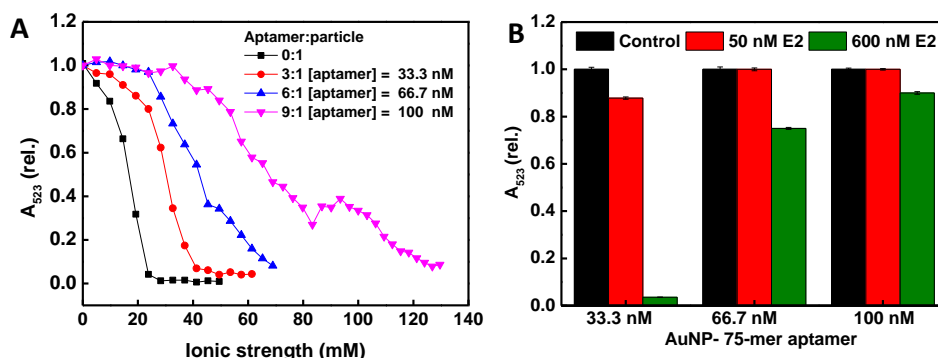 A
1.2
1.0
0.8
0.6
0.4
0.2
0.0
A523 (rel.)
Aptamer:particle
0:1
3:1 [aptamer] = 33.3 nM
6:1 [aptamer] = 66.7 nM
9:1 [aptamer] = 100 nM
0 20 40 60 80 100 120 140
Ionic strength (mM)
B
Control 50 nM E2 600 nM E2
1.2
1.0
0.8
0.6
0.4
0.2
0.0
A523 (rel.)
33.3 nM 66.7 nM 100 nM
AuNP- 75-mer aptamer